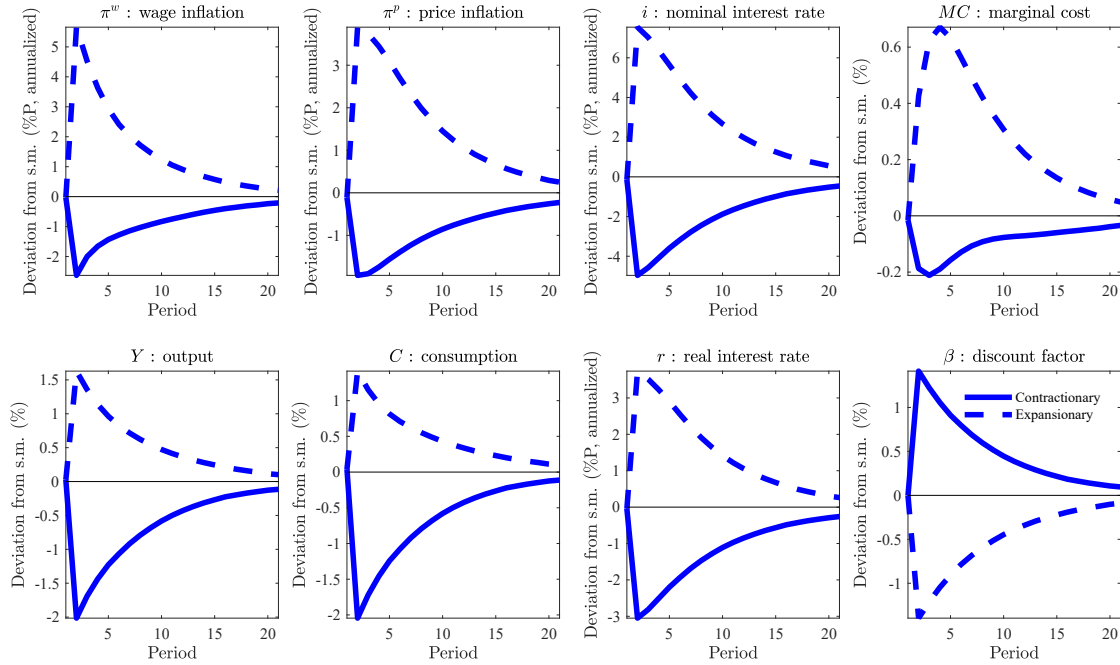 π^w : wage inflation
Deviation from s.m. (%P, annualized)
5
4
3
2
1
0
-1
-2
5 10 15 20
Period
π^p : price inflation
Deviation from s.m. (%P, annualized)
3
2
1
0
-1
5 10 15 20
Period
i : nominal interest rate
Deviation from s.m. (%P, annualized)
6
4
2
0
-2
-4
5 10 15 20
Period
MC : marginal cost
Deviation from s.m. (%)
0.6
0.4
0.2
0
-0.2
5 10 15 20
Period
Y : output
Deviation from s.m. (%)
1.5
1
0.5
0
-0.5
-1
-1.5
-2
5 10 15 20
Period
C : consumption
Deviation from s.m. (%)
1
0.5
0
-0.5
-1
-1.5
-2
5 10 15 20
Period
r : real interest rate
Deviation from s.m. (%P, annualized)
3
2
1
0
-1
-2
-3
5 10 15 20
Period
β : discount factor
Deviation from s.m. (%)
1
0.5
0
-0.5
-1
Contractionary
Expansionary
5 10 15 20
Period